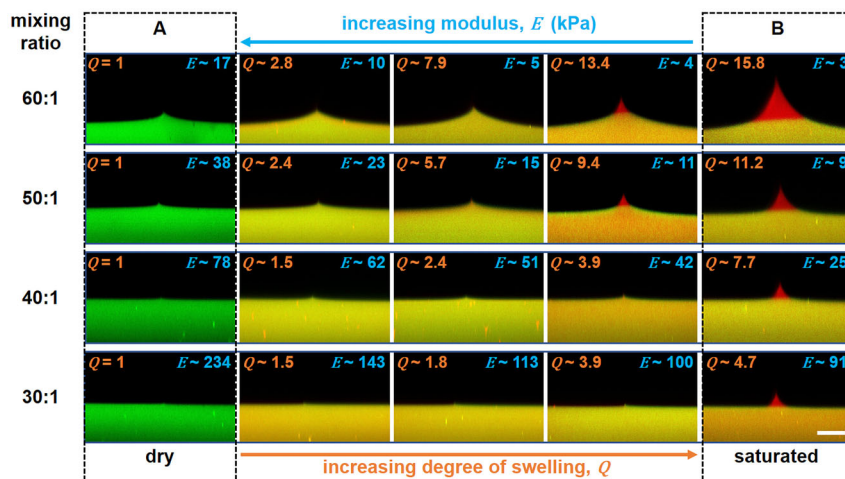 mixing ratio
A
increasing modulus, E (kPa)
B
60:1
Q = 1 E ~ 17 Q ~ 2.8 E ~ 10 Q ~ 7.9 E ~ 5 Q ~ 13.4 E ~ 4 Q ~ 15.8 E ~ 3
50:1
Q = 1 E ~ 38 Q ~ 2.4 E ~ 23 Q ~ 5.7 E ~ 15 Q ~ 9.4 E ~ 11 Q ~ 11.2 E ~ 9
40:1
Q = 1 E ~ 78 Q ~ 1.5 E ~ 62 Q ~ 2.4 E ~ 51 Q ~ 3.9 E ~ 42 Q ~ 7.7 E ~ 25
30:1
Q = 1 E ~ 234 Q ~ 1.5 E ~ 143 Q ~ 1.8 E ~ 113 Q ~ 3.9 E ~ 100 Q ~ 4.7 E ~ 91
dry
increasing degree of swelling, Q
saturated